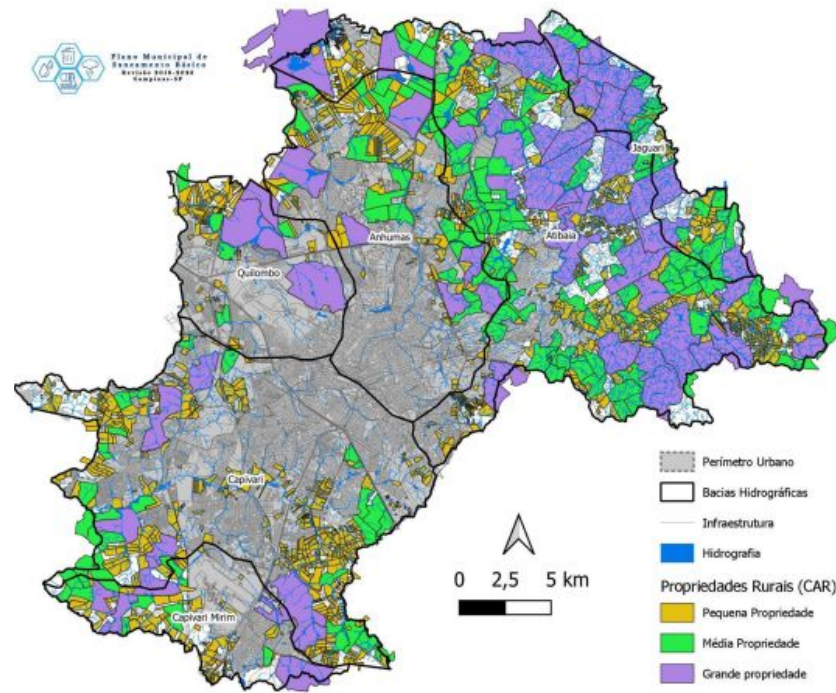 Plano Municipal de
Saneamento Básico
Campinas-SP
Jaguari
Anhumas
Atibaia
Quilombo
Capivari
Capivari Mirim
0 2,5 5 km
Perímetro Urbano
Bacias Hidrográficas
Infraestrutura
Hidrografia
Propriedades Rurais (CAR)
Pequena Propriedade
Média Propriedade
Grande propriedade